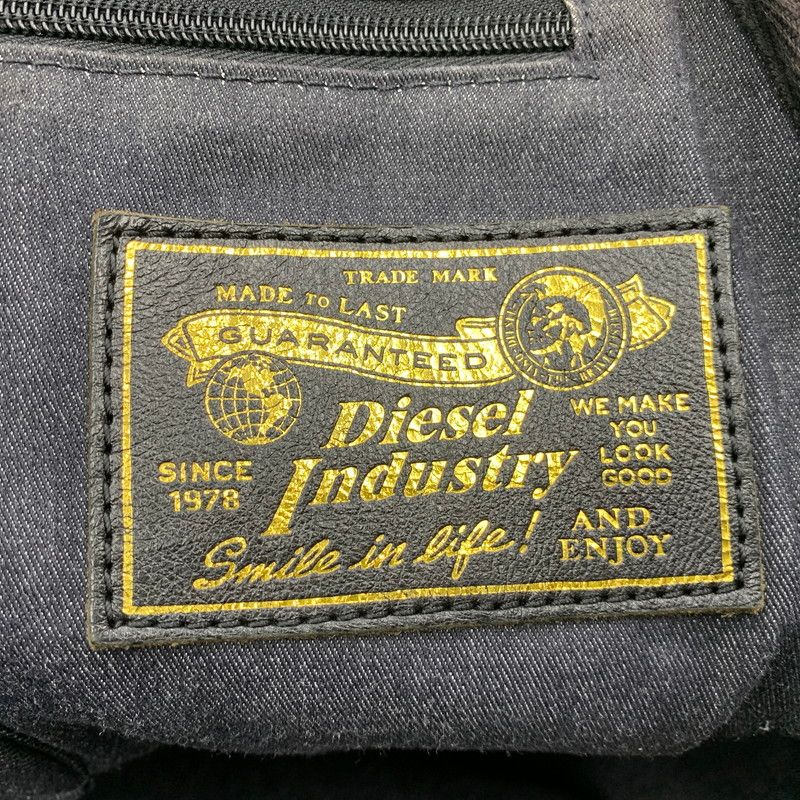 TRADE MARK
MADE TO LAST
GUARANTEED
Diesel
Industry
SINCE
1978
WE MAKE
YOU
LOOK
GOOD
Smile in life!
AND
ENJOY